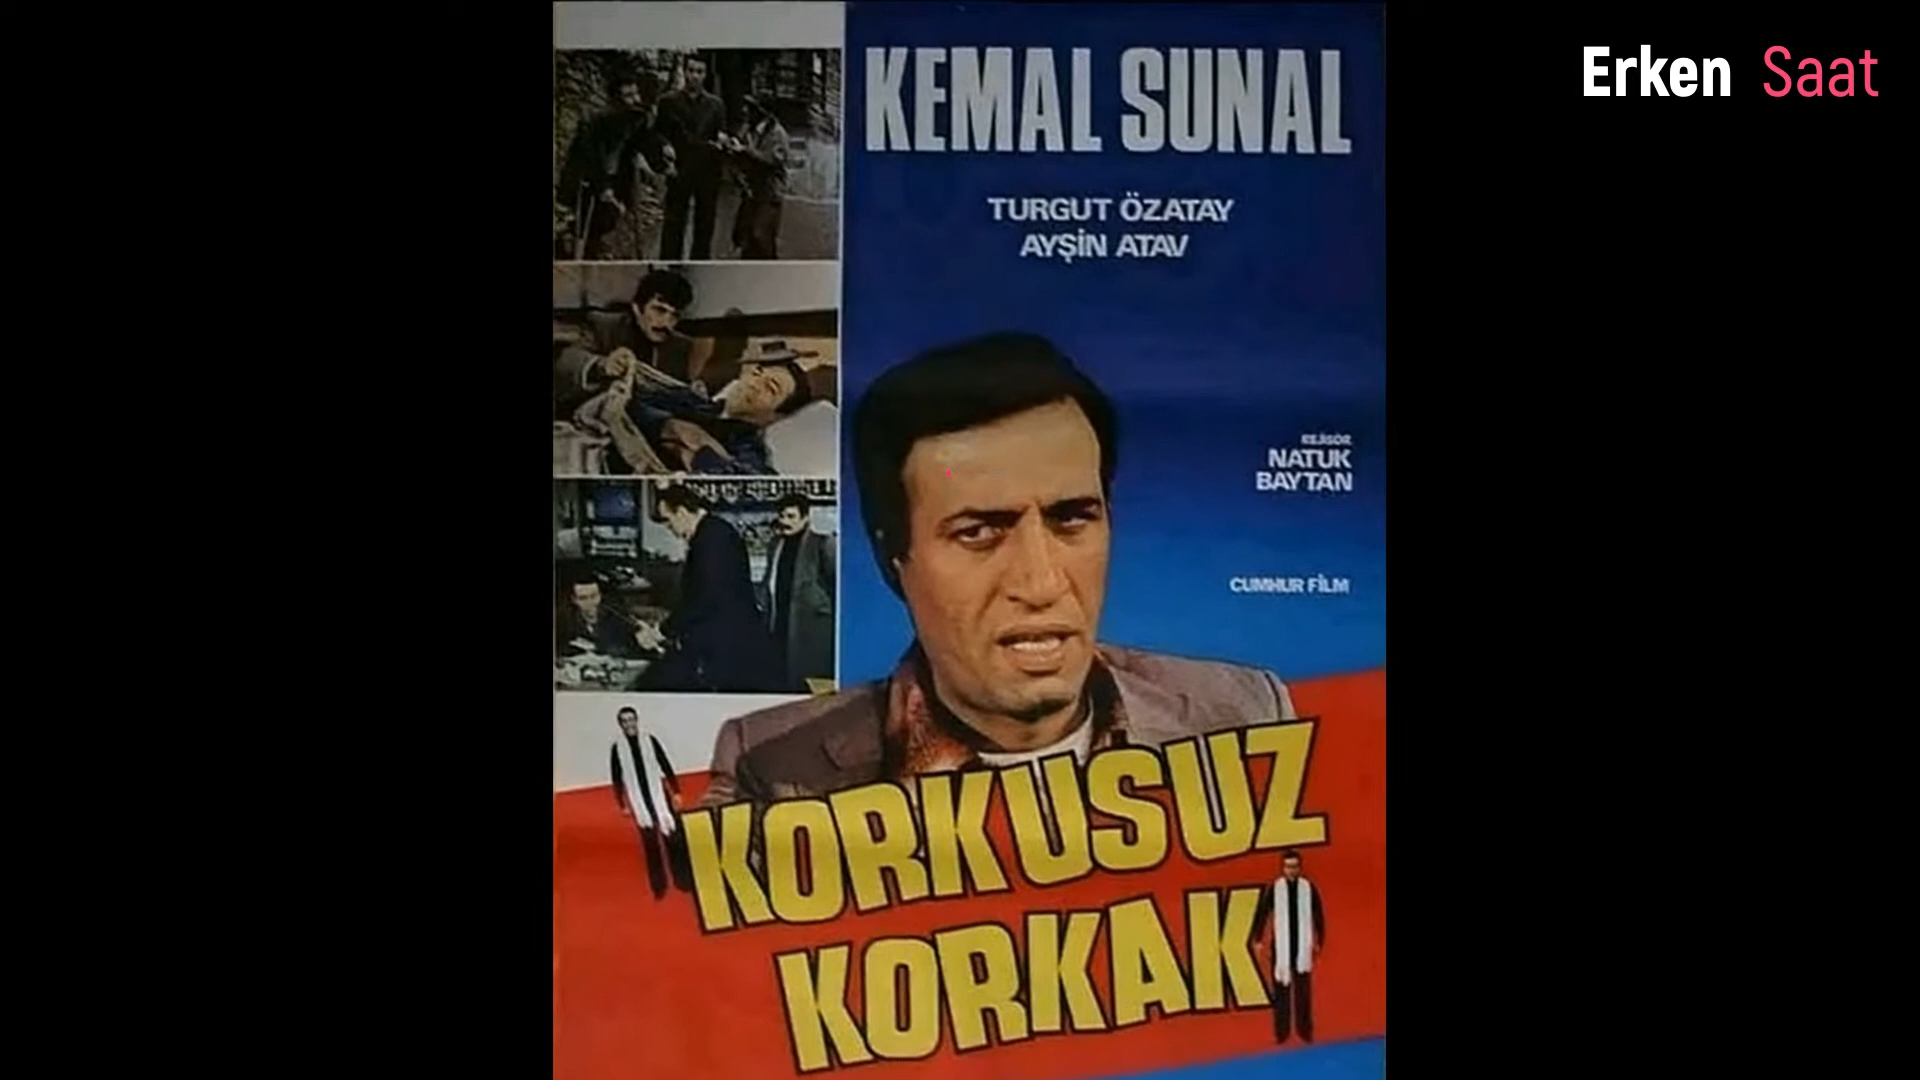 Erken Saat
KEMAL SUNAL
TURGUT ÖZATAY
AYŞİN ATAV
REJİSÖR
NATUK
BAYTAN
CUMHUR FİLM
KORKUSUZ
KORKAK